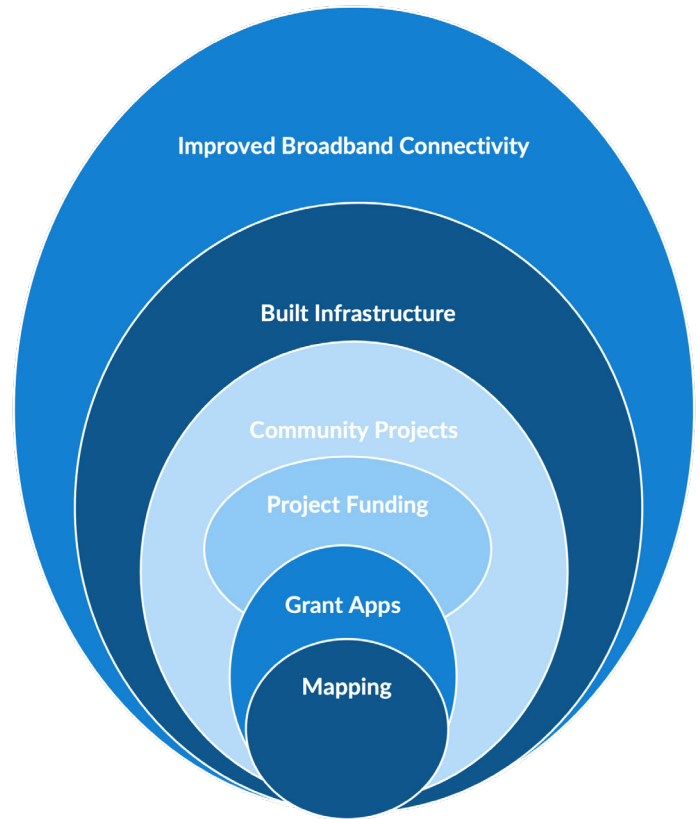 Improved Broadband Connectivity
Built Infrastructure
Community Projects
Project Funding
Grant Apps
Mapping